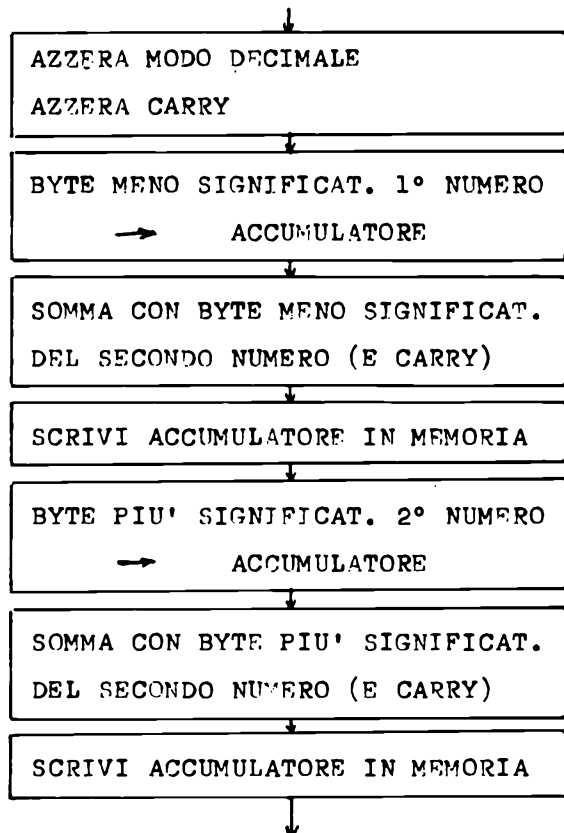 AZZERA MODO DECIMALE
AZZERA CARRY
BYTE MENO SIGNIFICAT. 1° NUMERO
→ ACCUMULATORE
SOMMA CON BYTE MENO SIGNIFICAT.
DEL SECONDO NUMERO (E CARRY)
SCRIVI ACCUMULATORE IN MEMORIA
BYTE PIU' SIGNIFICAT. 2° NUMERO
→ ACCUMULATORE
SOMMA CON BYTE PIU' SIGNIFICAT.
DEL SECONDO NUMERO (E CARRY)
SCRIVI ACCUMULATORE IN MEMORIA